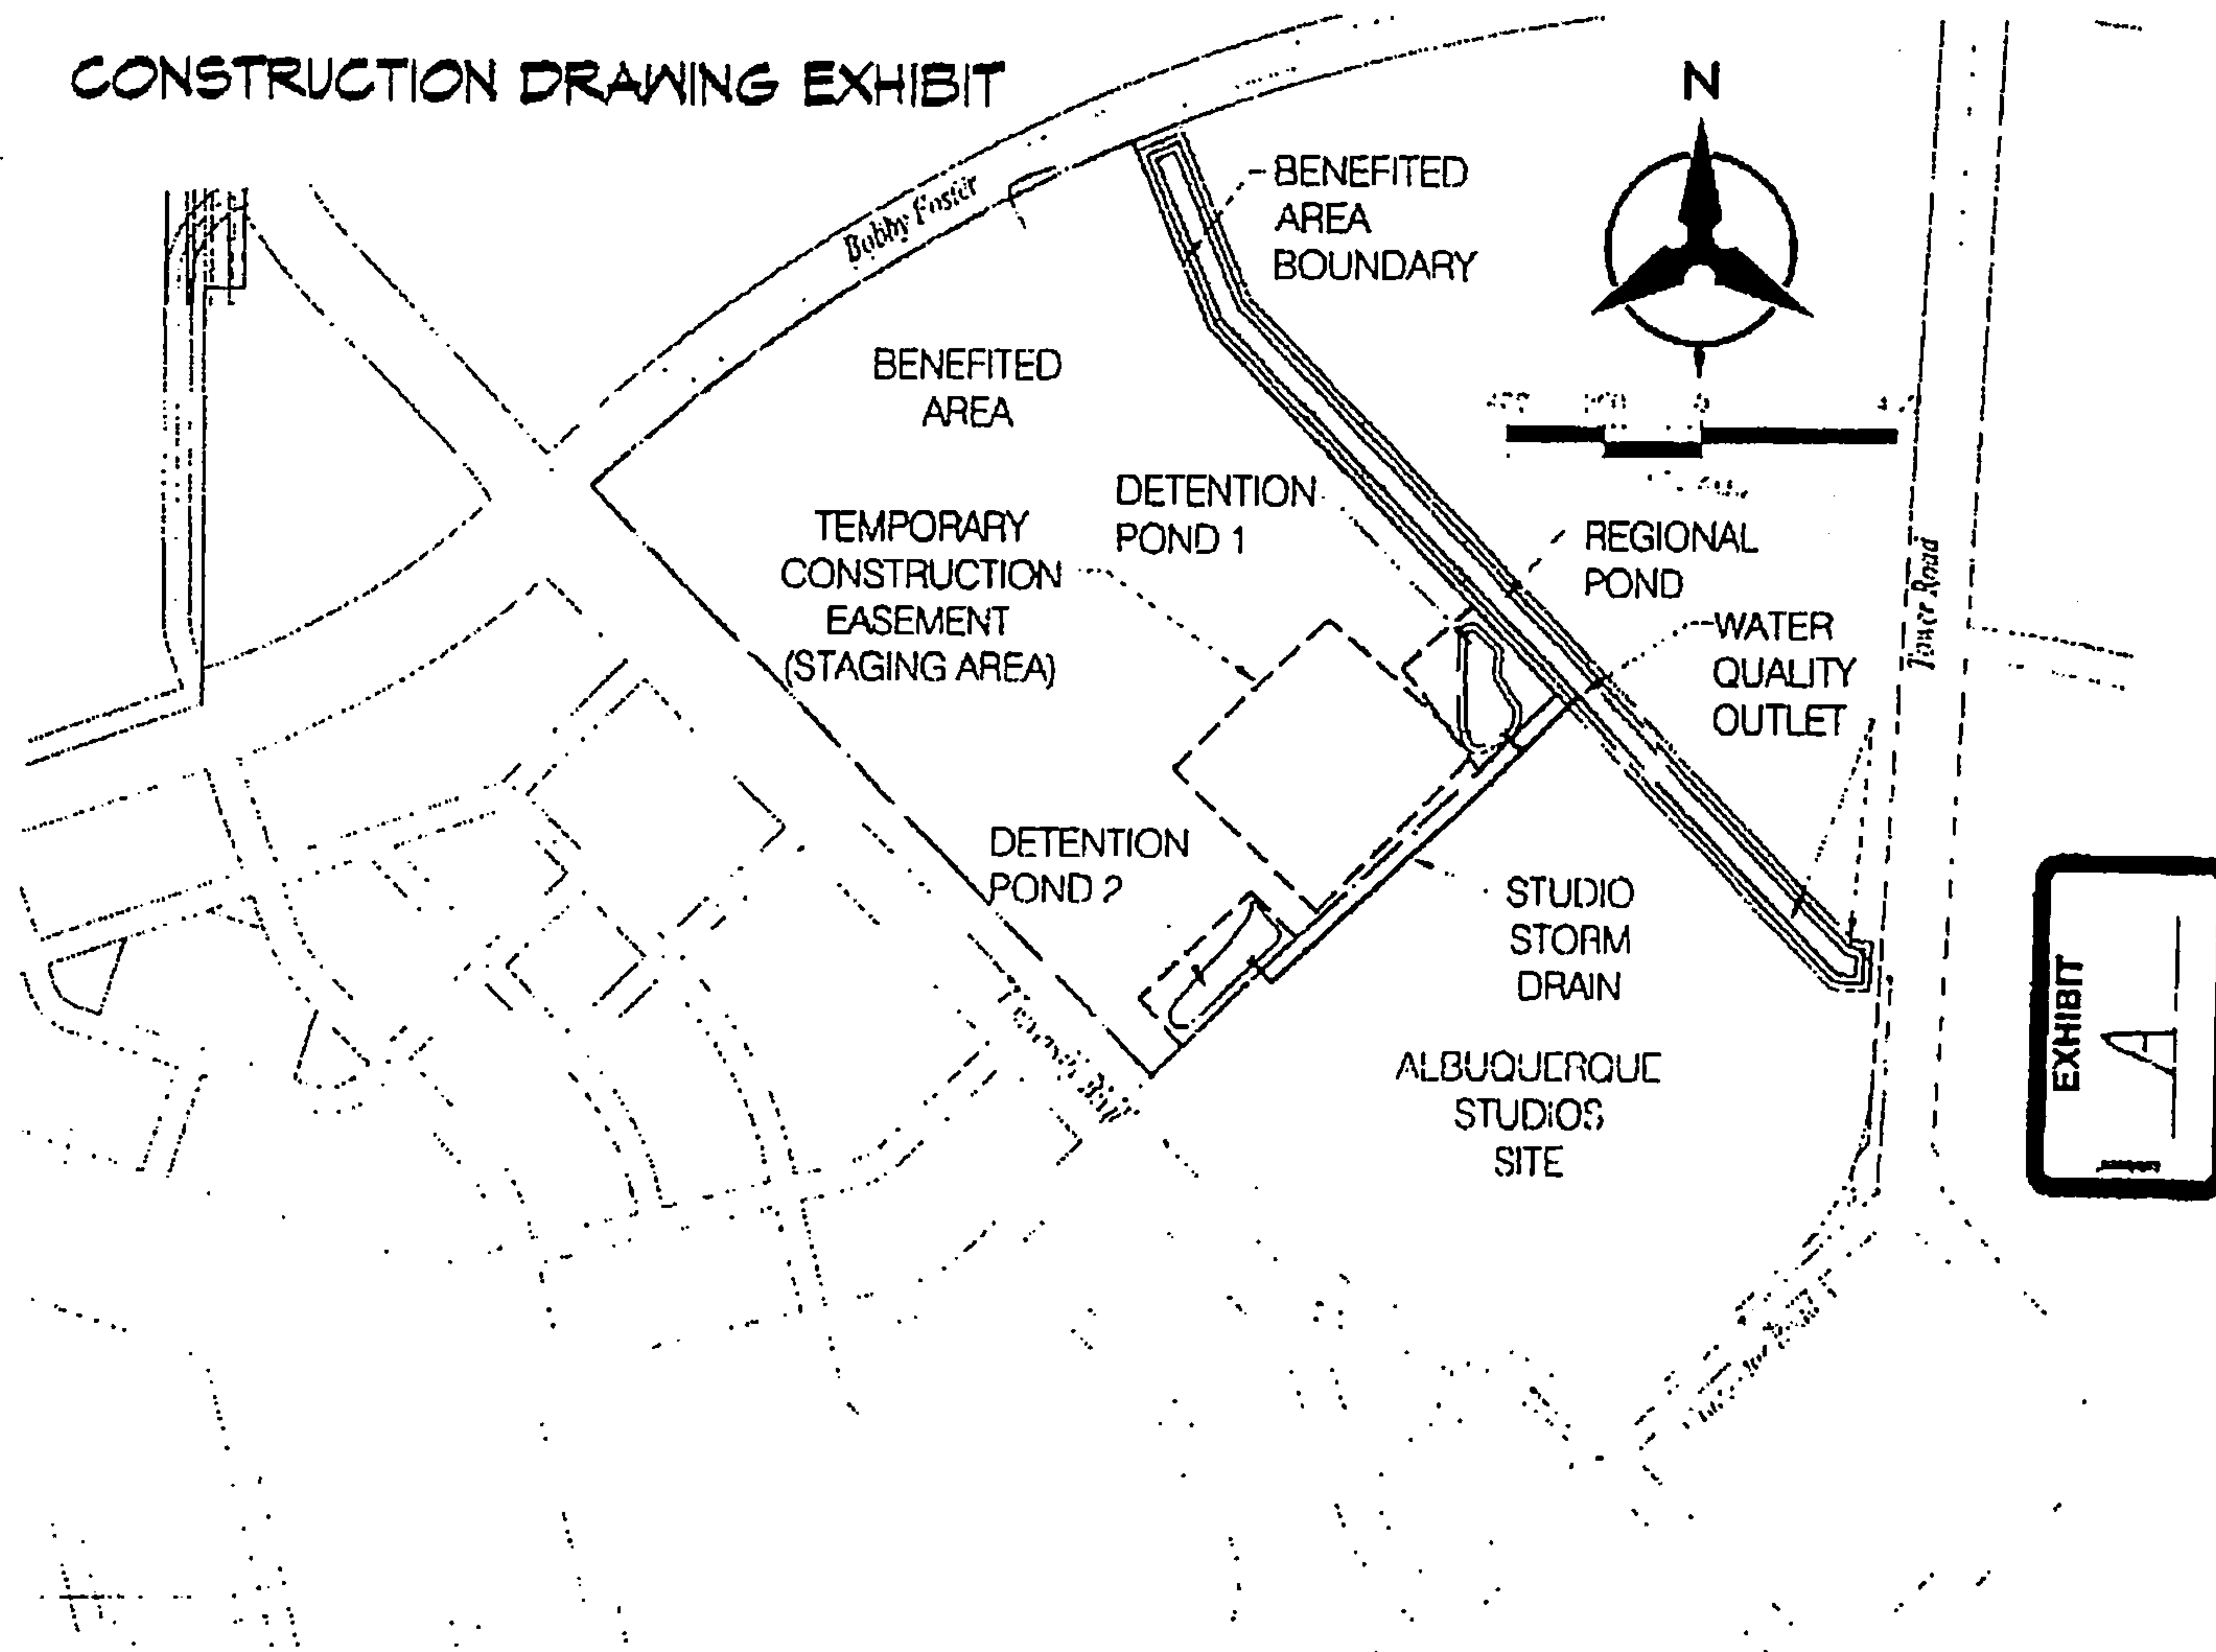 CONSTRUCTION DRAWING EXHIBIT
N
Bobby Foster
BENEFITED
AREA
BOUNDARY
BENEFITED
AREA
DETENTION
POND 1
TEMPORARY
CONSTRUCTION
EASEMENT
(STAGING AREA)
REGIONAL
POND
WATER
QUALITY
OUTLET
Tower Road
DETENTION
POND 2
STUDIO
STORM
DRAIN
ALBUQUERQUE
STUDIOS
SITE
EXHIBIT
A